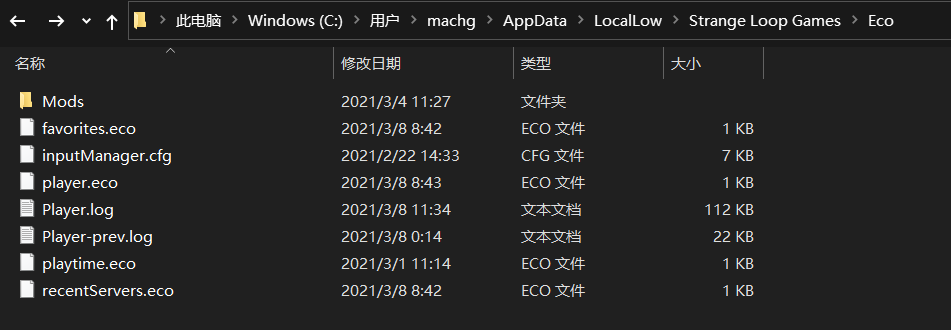 此电脑 > Windows (C:) > 用户 > machg > AppData > LocalLow > Strange Loop Games > Eco
名称 修改日期 类型 大小
Mods 2021/3/4 11:27 文件夹
favorites.eco 2021/3/8 8:42 ECO 文件 1 KB
inputManager.cfg 2021/2/22 14:33 CFG 文件 7 KB
player.eco 2021/3/8 8:43 ECO 文件 1 KB
Player.log 2021/3/8 11:34 文本文档 112 KB
Player-prev.log 2021/3/8 0:14 文本文档 22 KB
playtime.eco 2021/3/1 11:14 ECO 文件 1 KB
recentServers.eco 2021/3/8 8:42 ECO 文件 1 KB